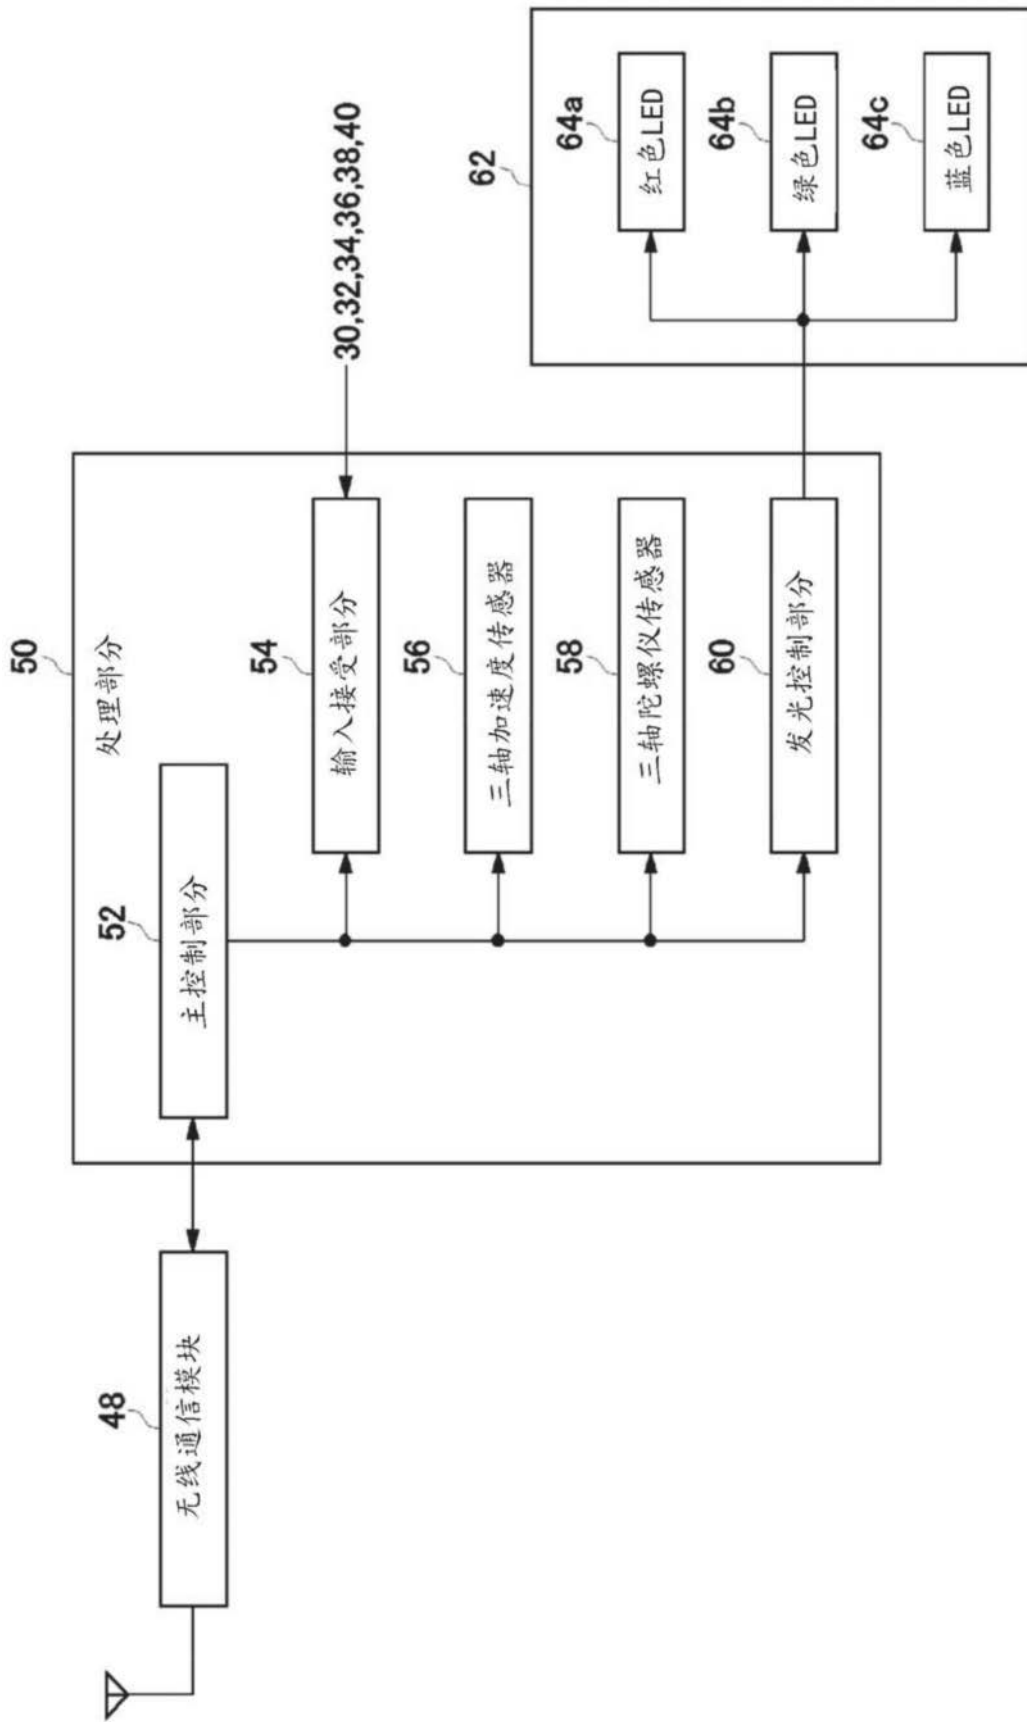 48
无线通信模块
50
处理部分
52
主控制部分
54
输入接受部分
30,32,34,36,38,40
56
三轴加速度传感器
58
三轴陀螺仪传感器
60
发光控制部分
62
64a
红色LED
64b
绿色LED
64c
蓝色LED